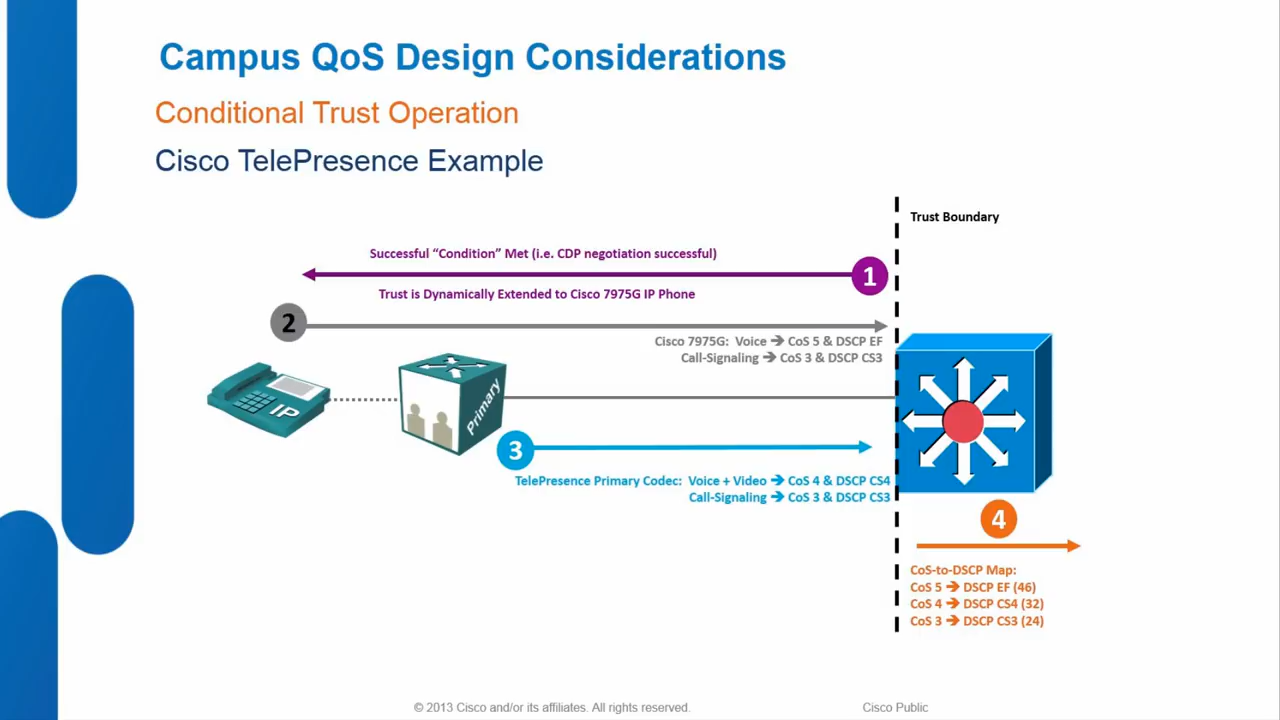 Campus QoS Design Considerations
Conditional Trust Operation
Cisco TelePresence Example
Trust Boundary
Successful “Condition” Met (i.e. CDP negotiation successful)
1
Trust is Dynamically Extended to Cisco 7975G IP Phone
2
Cisco 7975G: Voice ➔ CoS 5 & DSCP EF
Call-Signaling ➔ CoS 3 & DSCP CS3
IP
Primary
3
TelePresence Primary Codec: Voice + Video ➔ CoS 4 & DSCP CS4
Call-Signaling ➔ CoS 3 & DSCP CS3
4
CoS-to-DSCP Map:
CoS 5 ➔ DSCP EF (46)
CoS 4 ➔ DSCP CS4 (32)
CoS 3 ➔ DSCP CS3 (24)
© 2013 Cisco and/or its affiliates. All rights reserved.
Cisco Public